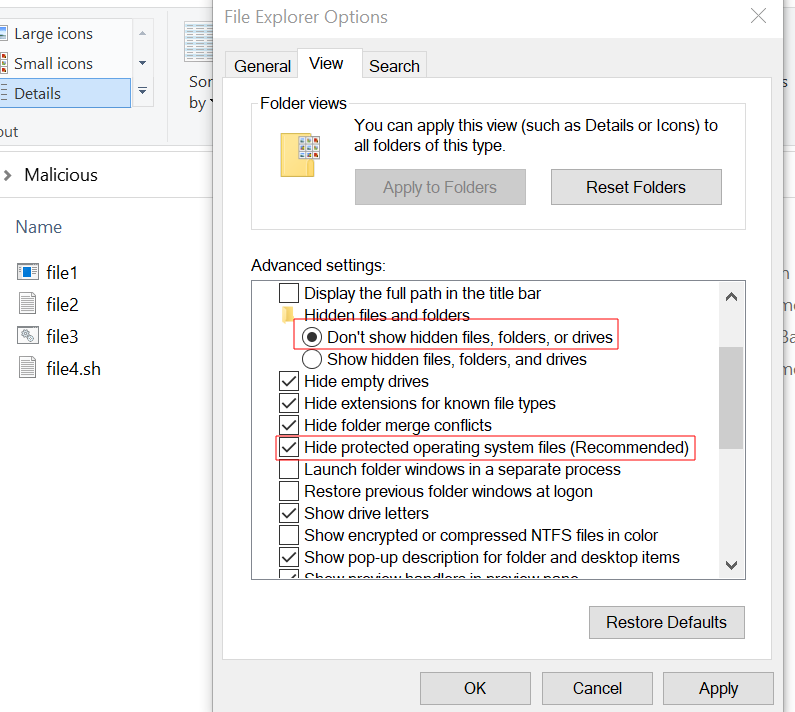 Large icons
Small icons
Details
Malicious
Name
file1
file2
file3
file4.sh
File Explorer Options
General
View
Search
Folder views
You can apply this view (such as Details or Icons) to
all folders of this type.
Apply to Folders
Reset Folders
Advanced settings:
Display the full path in the title bar
Hidden files and folders
Don't show hidden files, folders, or drives
Show hidden files, folders, and drives
Hide empty drives
Hide extensions for known file types
Hide folder merge conflicts
Hide protected operating system files (Recommended)
Launch folder windows in a separate process
Restore previous folder windows at logon
Show drive letters
Show encrypted or compressed NTFS files in color
Show pop-up description for folder and desktop items
Show preview handlers in preview pane
Restore Defaults
OK
Cancel
Apply
by